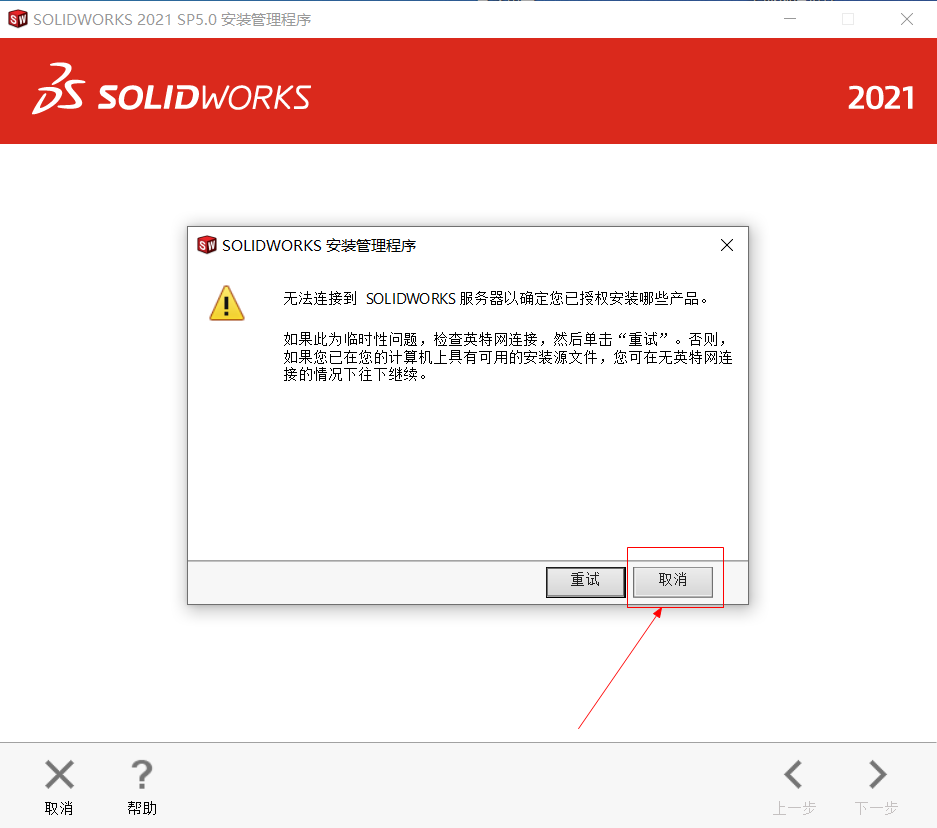 SOLIDWORKS 2021 SP5.0 安装管理程序
SOLIDWORKS
2021
SOLIDWORKS 安装管理程序
无法连接到 SOLIDWORKS 服务器以确定您已授权安装哪些产品。
如果此为临时性问题，检查英特网连接，然后单击“重试”。否则，
如果您已在您的计算机上具有可用的安装源文件，您可在无英特网连
接的情况下往下继续。
重试
取消
取消
帮助
上一步
下一步